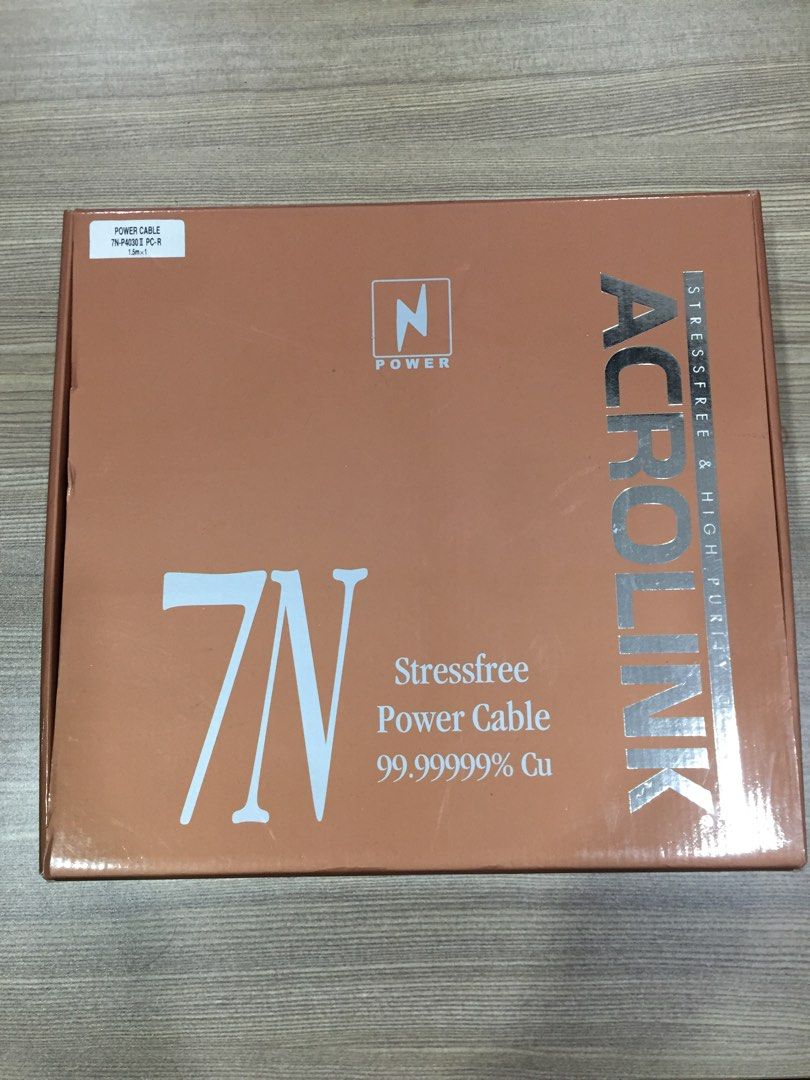 POWER CABLE
7N-P4030Ⅱ PC-R
1.5m×1
N
POWER
STRESSFREE & HIGH PURITY
ACROLINK
7N
Stressfree
Power Cable
99.99999% Cu